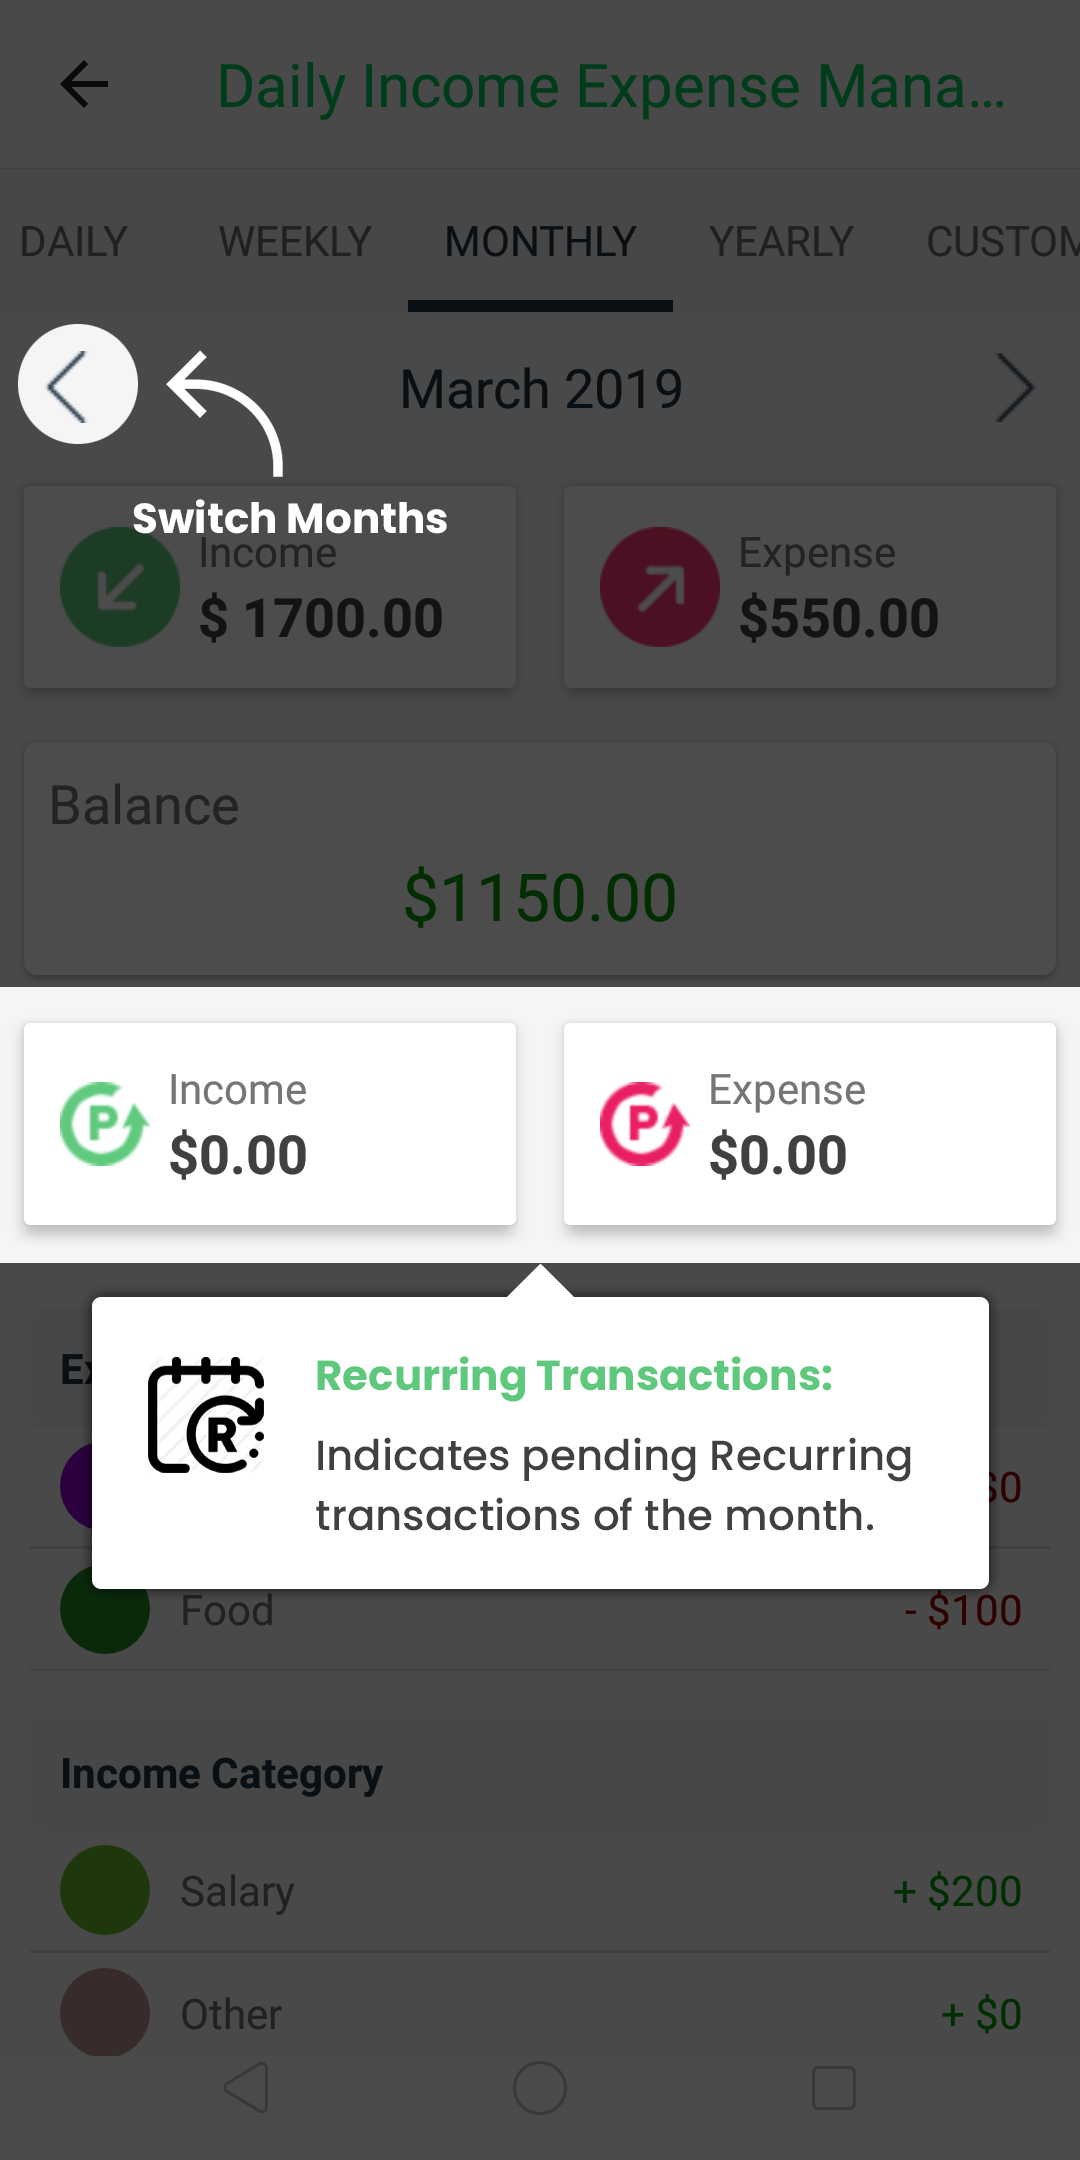 Daily Income Expense Mana...
DAILY WEEKLY MONTHLY YEARLY CUSTOM
March 2019
Switch Months
Income
$ 1700.00
Expense
$550.00
Balance
$1150.00
P
Income
$0.00
P
Expense
$0.00
R
Recurring Transactions:
Indicates pending Recurring
transactions of the month.
$0
Food - $100
Income Category
Salary + $200
Other + $0